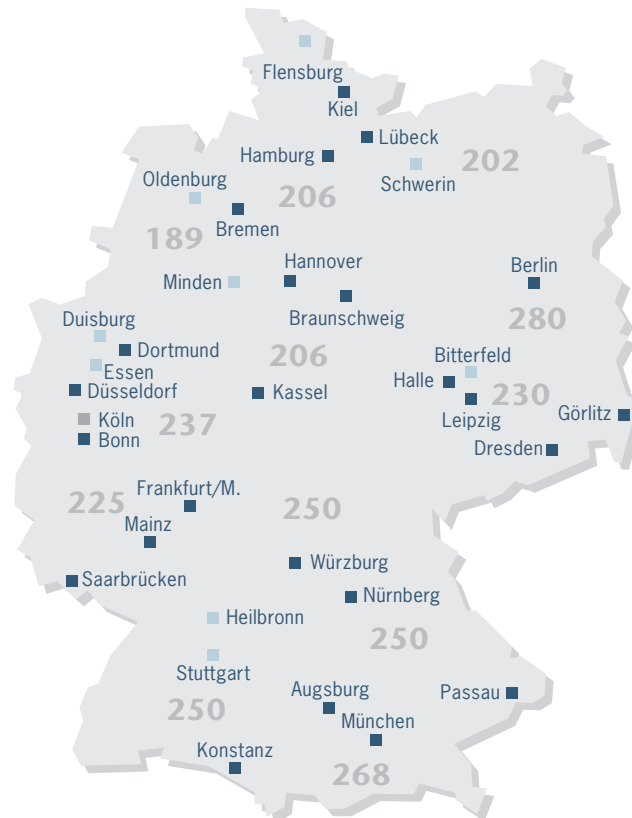 Flensburg
Kiel
Lübeck
Hamburg
202
Schwerin
Oldenburg
206
Bremen
189
Hannover
Berlin
Minden
Braunschweig
280
Duisburg
Dortmund
206
Bitterfeld
Essen
Halle
Düsseldorf
Kassel
230
Leipzig
Görlitz
Köln
237
Bonn
Dresden
Frankfurt/M.
225
250
Mainz
Würzburg
Saarbrücken
Nürnberg
Heilbronn
250
Stuttgart
Augsburg
Passau
250
München
Konstanz
268